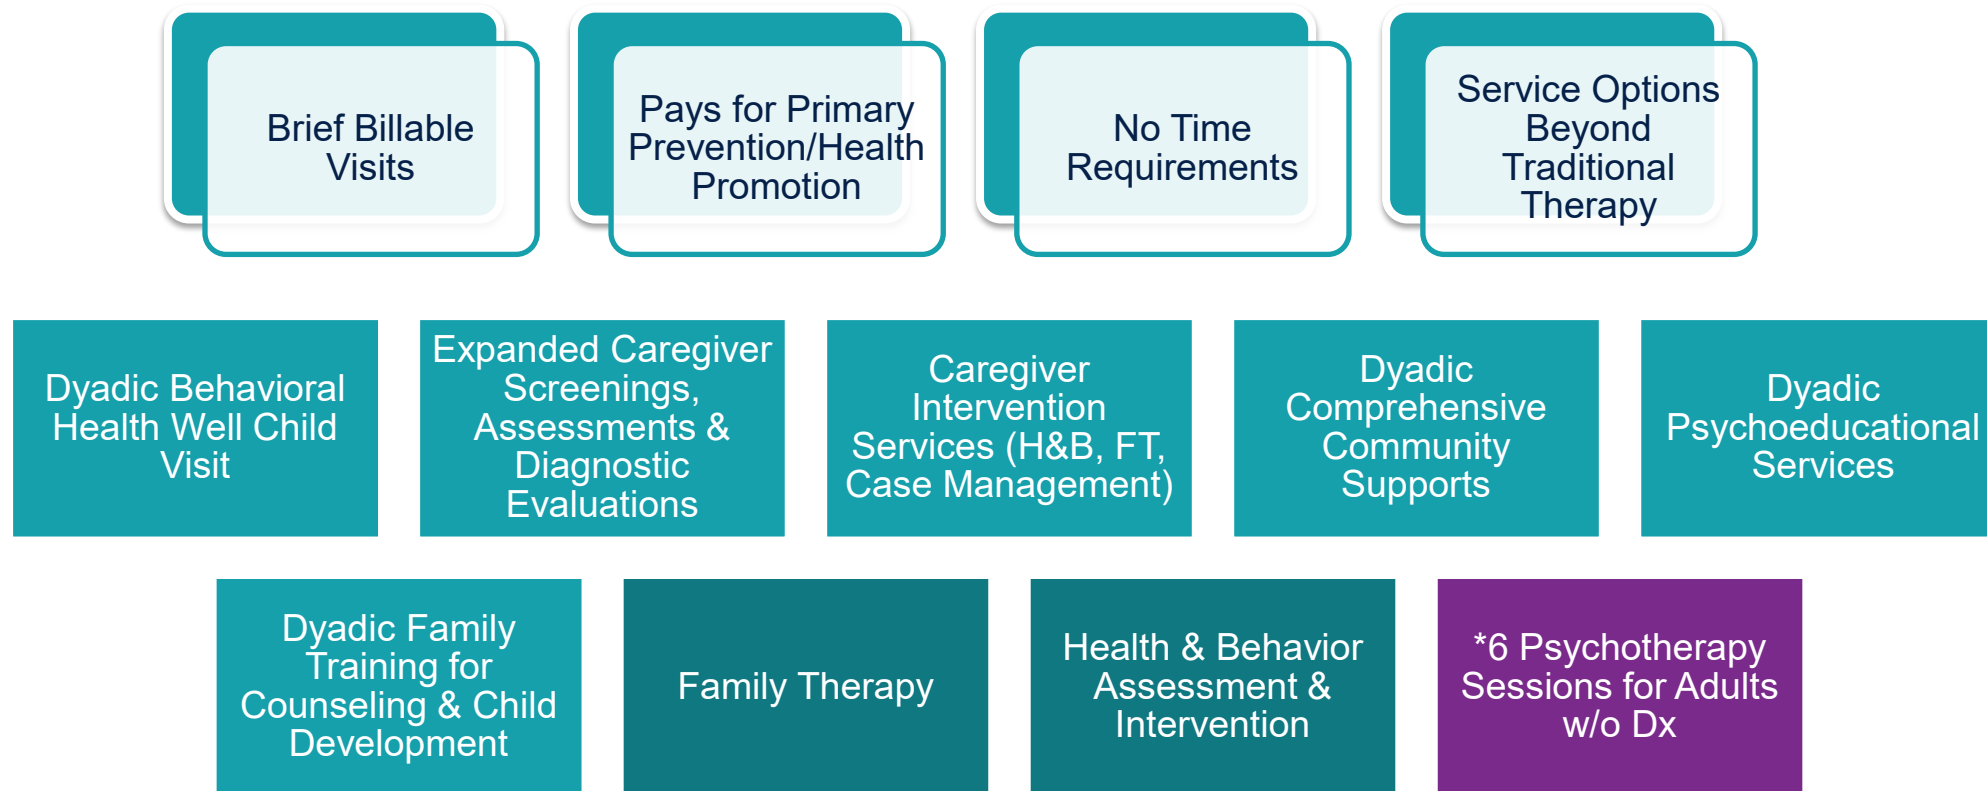 Brief Billable
Visits
Pays for Primary
Prevention/Health
Promotion
No Time
Requirements
Service Options
Beyond
Traditional
Therapy
Dyadic Behavioral
Health Well Child
Visit
Expanded Caregiver
Screenings,
Assessments &
Diagnostic
Evaluations
Caregiver
Intervention
Services (H&B, FT,
Case Management)
Dyadic
Comprehensive
Community
Supports
Dyadic
Psychoeducational
Services
Dyadic Family
Training for
Counseling & Child
Development
Family Therapy
Health & Behavior
Assessment &
Intervention
*6 Psychotherapy
Sessions for Adults
w/o Dx